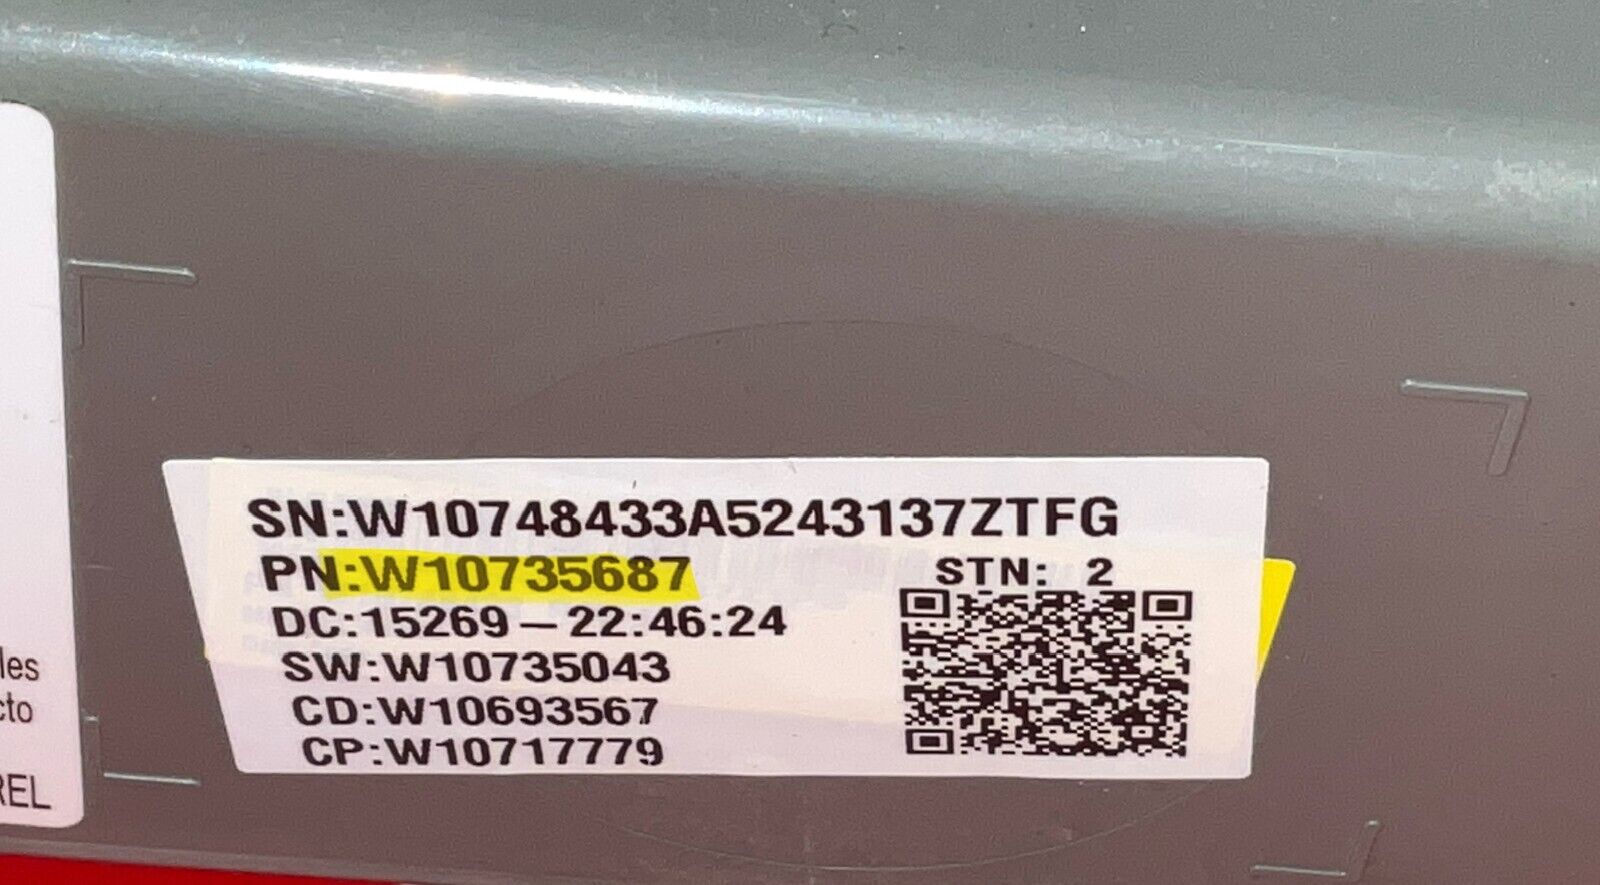 SN:W10748433A5243137ZTFG
PN:W10735687
STN: 2
DC:15269-22:46:24
SW:W10735043
CD:W10693567
CP:W10717779
les
cto
REL